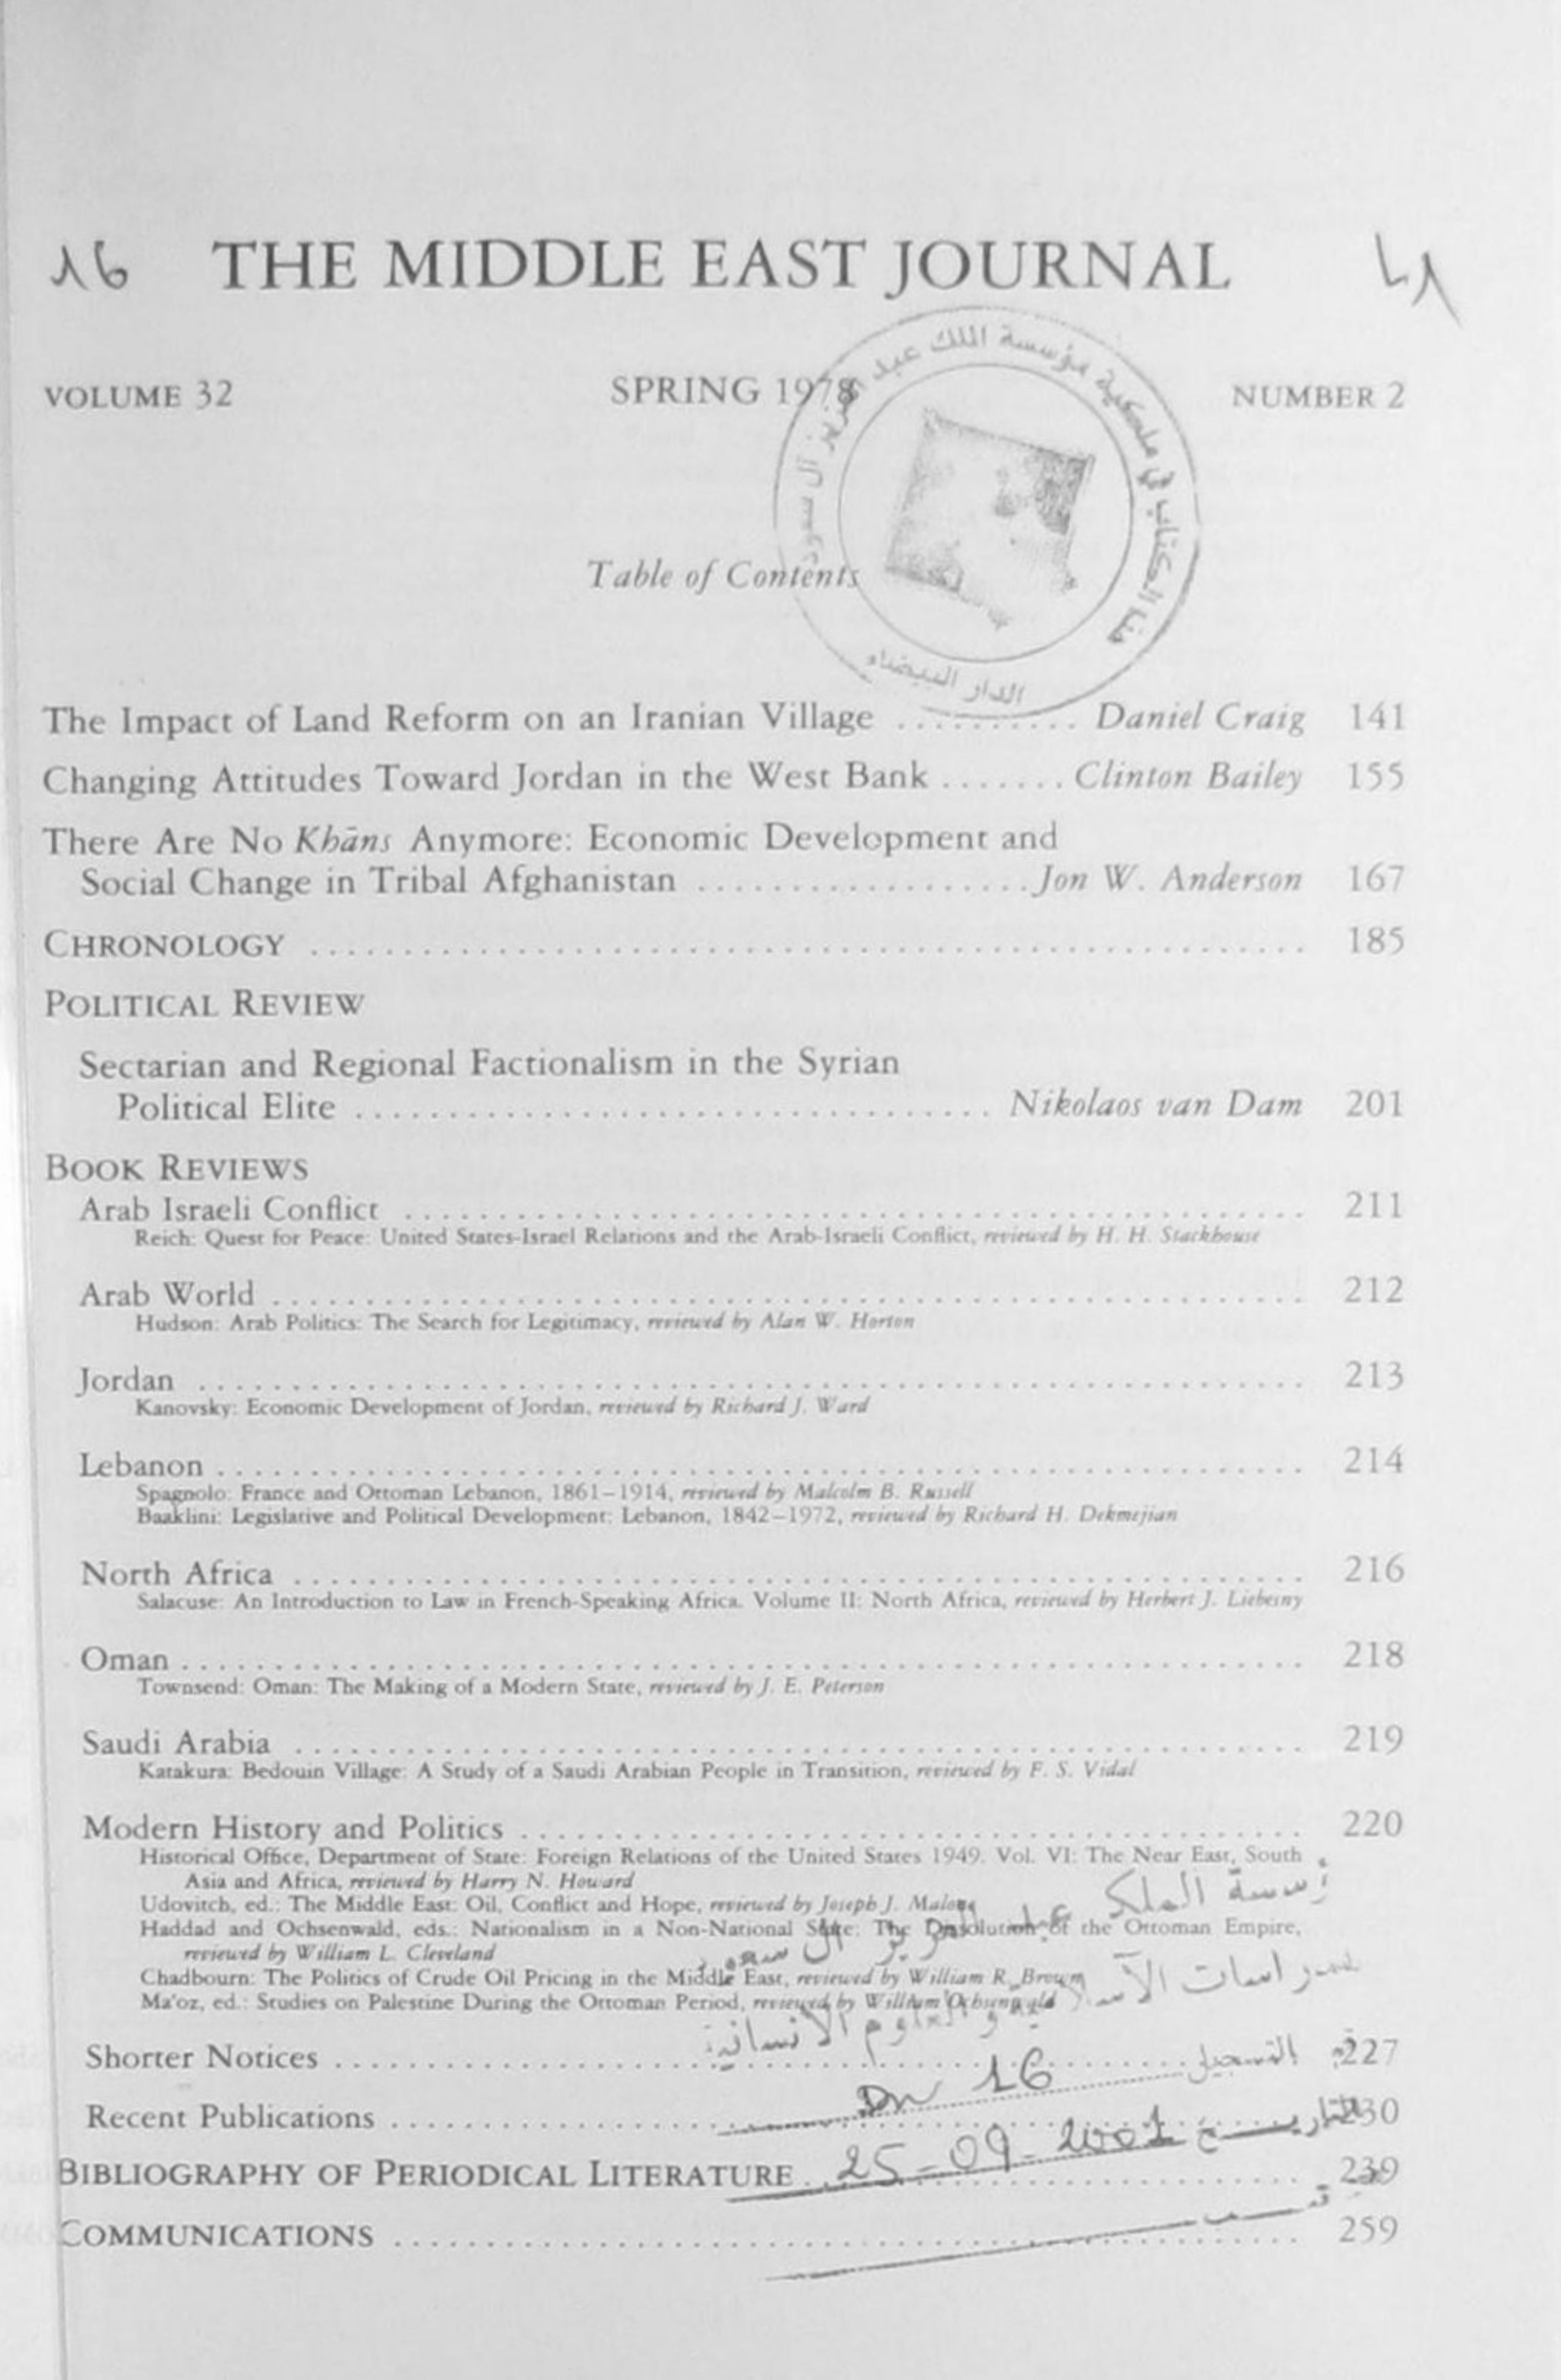 16 THE MIDDLE EAST JOURNAL
VOLUME 32 SPRING 1978 NUMBER 2
مؤسسة الملك عبد العزيز آل سعود
الدار البيضاء
Table of Contents
The Impact of Land Reform on an Iranian Village .......... Daniel Craig 141
Changing Attitudes Toward Jordan in the West Bank ....... Clinton Bailey 155
There Are No Khāns Anymore: Economic Development and
Social Change in Tribal Afghanistan .................. Jon W. Anderson 167
CHRONOLOGY ........................................ 185
POLITICAL REVIEW
Sectarian and Regional Factionalism in the Syrian
Political Elite .................................. Nikolaos van Dam 201
BOOK REVIEWS
Arab Israeli Conflict ........................................ 211
Reich: Quest for Peace: United States-Israel Relations and the Arab-Israeli Conflict, reviewed by H. H. Stackhouse
Arab World ........................................ 212
Hudson: Arab Politics: The Search for Legitimacy, reviewed by Alan W. Horton
Jordan ........................................ 213
Kanovsky: Economic Development of Jordan, reviewed by Richard J. Ward
Lebanon ........................................ 214
Spagnolo: France and Ottoman Lebanon, 1861–1914, reviewed by Malcolm B. Russell
Baaklini: Legislative and Political Development: Lebanon, 1842–1972, reviewed by Richard H. Dekmejian
North Africa ........................................ 216
Salacuse: An Introduction to Law in French-Speaking Africa. Volume II: North Africa, reviewed by Herbert J. Liebesny
Oman ........................................ 218
Townsend: Oman: The Making of a Modern State, reviewed by J. E. Peterson
Saudi Arabia ........................................ 219
Katakura: Bedouin Village: A Study of a Saudi Arabian People in Transition, reviewed by F. S. Vidal
Modern History and Politics ........................................ 220
Historical Office, Department of State: Foreign Relations of the United States 1949. Vol. VI: The Near East, South
Asia and Africa, reviewed by Harry N. Howard
Udovitch, ed.: The Middle East: Oil, Conflict and Hope, reviewed by Joseph J. Malone
Haddad and Ochsenwald, eds.: Nationalism in a Non-National State: The Dissolution of the Ottoman Empire,
reviewed by William L. Cleveland
Chadbourn: The Politics of Crude Oil Pricing in the Middle East, reviewed by William R. Brown
Ma'oz, ed.: Studies on Palestine During the Ottoman Period, reviewed by William Ochsenwald
الملك
آل سعود
والعلوم الانسانية
Shorter Notices ........................................ 227
التسجيل DN 16
Recent Publications ........................................ 230
التاريخ 25-09-2001
BIBLIOGRAPHY OF PERIODICAL LITERATURE ........................................ 239
COMMUNICATIONS ........................................ 259